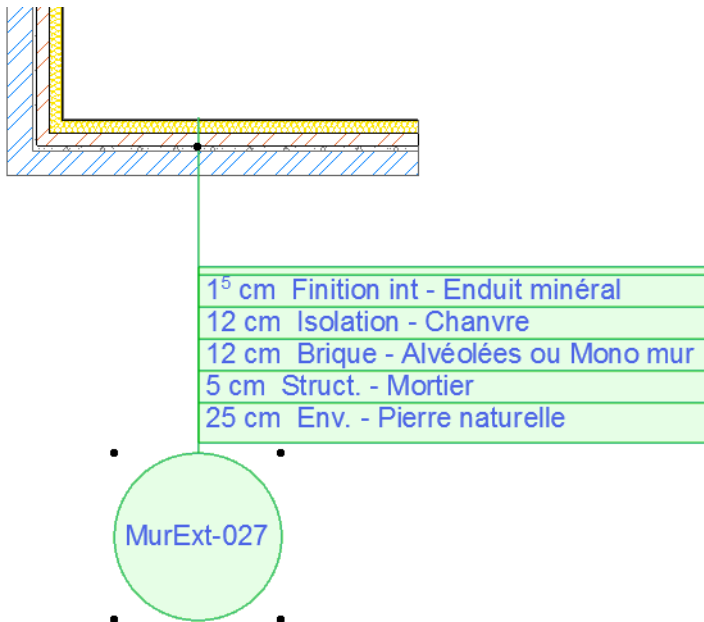 1⁵ cm Finition int - Enduit minéral
12 cm Isolation - Chanvre
12 cm Brique - Alvéolées ou Mono mur
5 cm Struct. - Mortier
25 cm Env. - Pierre naturelle
MurExt-027